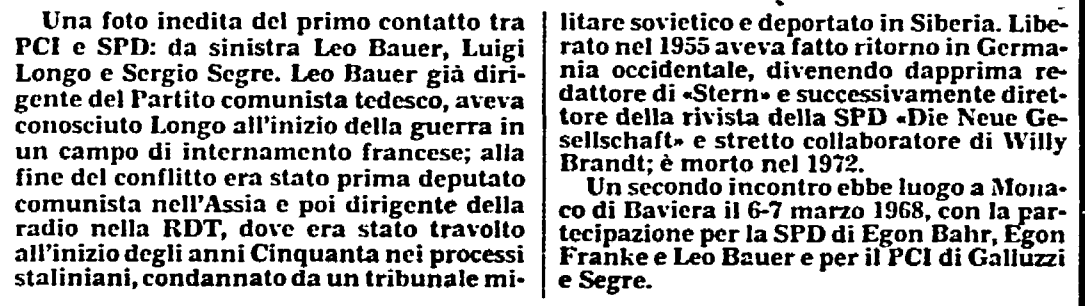 Una foto inedita del primo contatto tra
PCI e SPD: da sinistra Leo Bauer, Luigi
Longo e Sergio Segre. Leo Bauer già diri-
gente del Partito comunista tedesco, aveva
conosciuto Longo all'inizio della guerra in
un campo di internamento francese; alla
fine del conflitto era stato prima deputato
comunista nell'Assia e poi dirigente della
radio nella RDT, dove era stato travolto
all'inizio degli anni Cinquanta nei processi
staliniani, condannato da un tribunale mi-
litare sovietico e deportato in Siberia. Libe-
rato nel 1955 aveva fatto ritorno in Germa-
nia occidentale, divenendo dapprima re-
dattore di «Stern» e successivamente diret-
tore della rivista della SPD «Die Neue Ge-
sellschaft» e stretto collaboratore di Willy
Brandt; è morto nel 1972.
Un secondo incontro ebbe luogo a Mona-
co di Baviera il 6-7 marzo 1968, con la par-
tecipazione per la SPD di Egon Bahr, Egon
Franke e Leo Bauer e per il PCI di Galluzzi
e Segre.